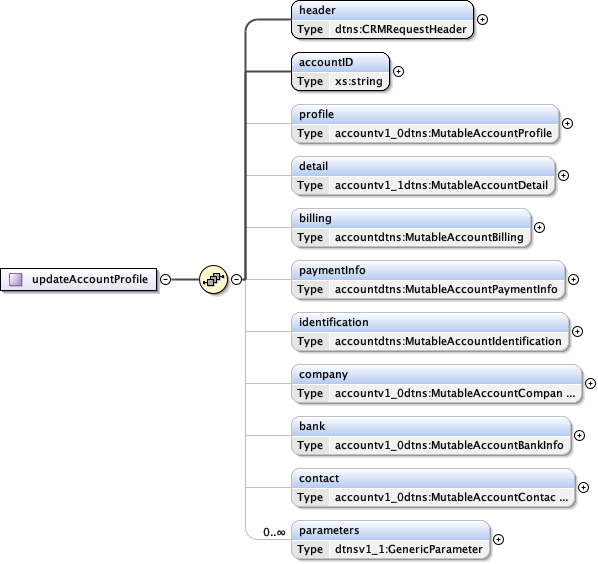 header
Type dtns:CRMRequestHeader
accountID
Type xs:string
profile
Type accountv1_0dtns:MutableAccountProfile
detail
Type accountv1_1dtns:MutableAccountDetail
billing
Type accountdtns:MutableAccountBilling
updateAccountProfile
paymentInfo
Type accountdtns:MutableAccountPaymentInfo
identification
Type accountdtns:MutableAccountIdentification
company
Type accountv1_0dtns:MutableAccountCompan ...
bank
Type accountv1_0dtns:MutableAccountBankInfo
contact
Type accountv1_0dtns:MutableAccountContac ...
0..∞ parameters
Type dtnsv1_1:GenericParameter